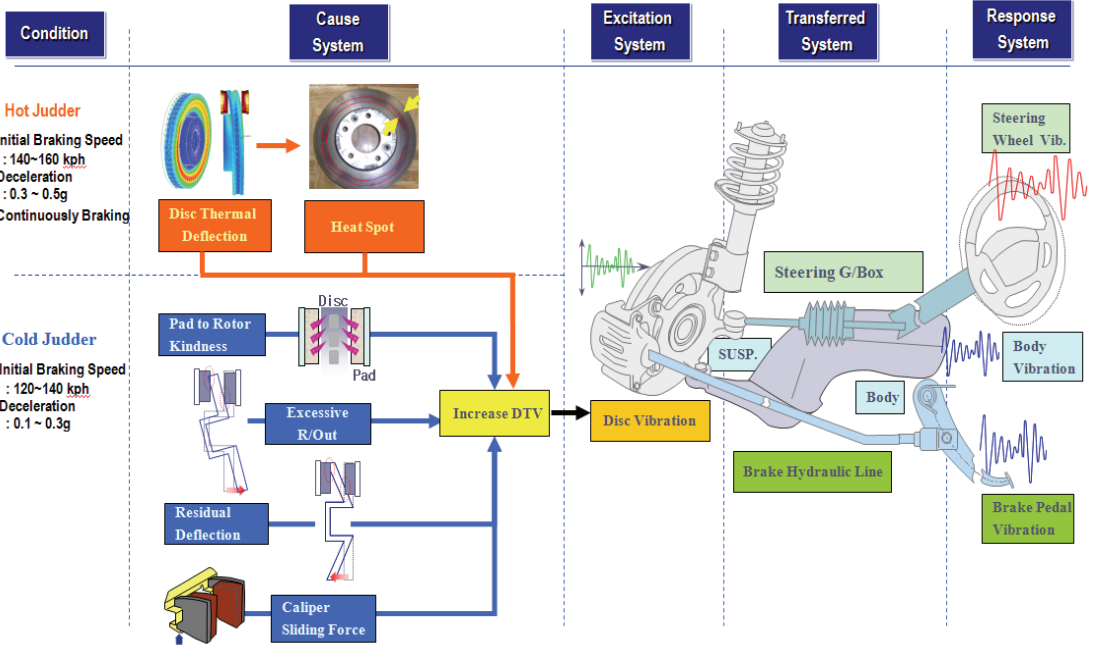 Condition
Cause
System
Excitation
System
Transferred
System
Response
System
Hot Judder
nitial Braking Speed
: 140~160 kph
Deceleration
: 0.3 ~ 0.5g
Continuously Braking
Disc Thermal
Deflection
Heat Spot
Cold Judder
Initial Braking Speed
: 120~140 kph
Deceleration
: 0.1 ~ 0.3g
Pad to Rotor
Kindness
Disc
Pad
Excessive
R/Out
Residual
Deflection
Caliper
Sliding Force
Increase DTV
Disc Vibration
Steering G/Box
SUSP.
Body
Brake Hydraulic Line
Steering
Wheel Vib.
Body
Vibration
Brake Pedal
Vibration